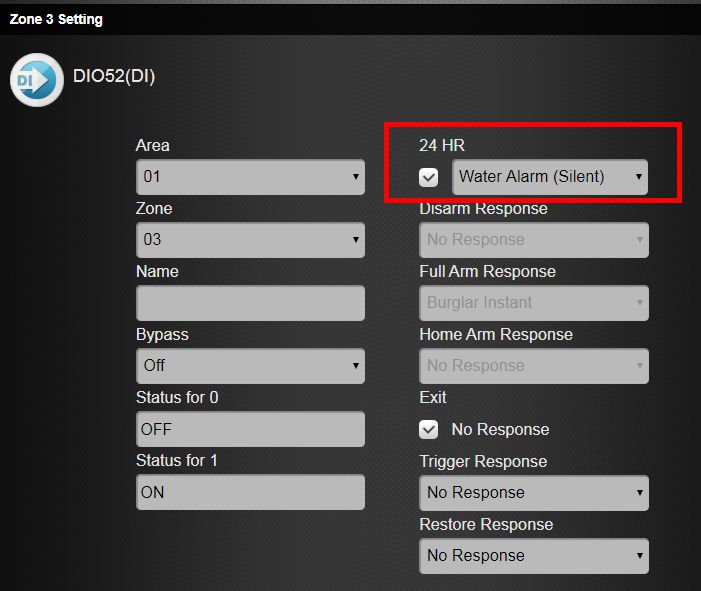 Zone 3 Setting
DI
DIO52(DI)
Area
01
Zone
03
Name
Bypass
Off
Status for 0
OFF
Status for 1
ON
24 HR
Water Alarm (Silent)
Disarm Response
No Response
Full Arm Response
Burglar Instant
Home Arm Response
No Response
Exit
No Response
Trigger Response
No Response
Restore Response
No Response